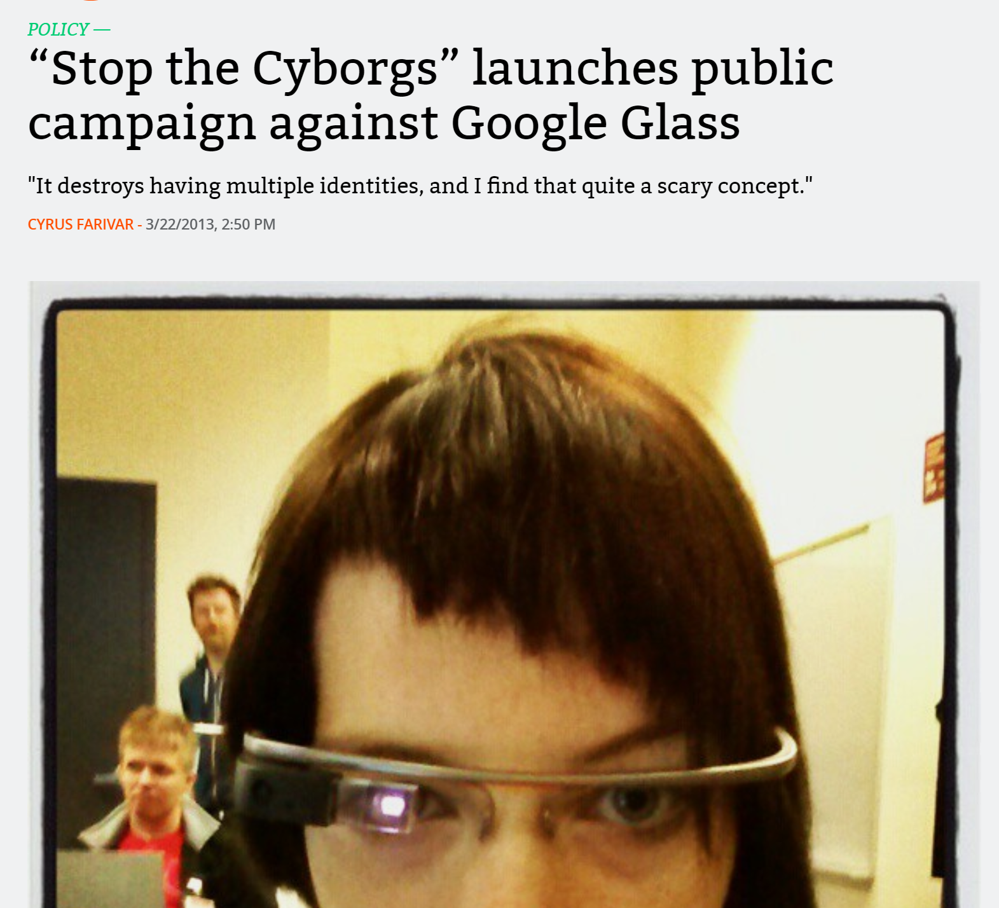 POLICY —
“Stop the Cyborgs” launches public
campaign against Google Glass
"It destroys having multiple identities, and I find that quite a scary concept."
CYRUS FARIVAR - 3/22/2013, 2:50 PM